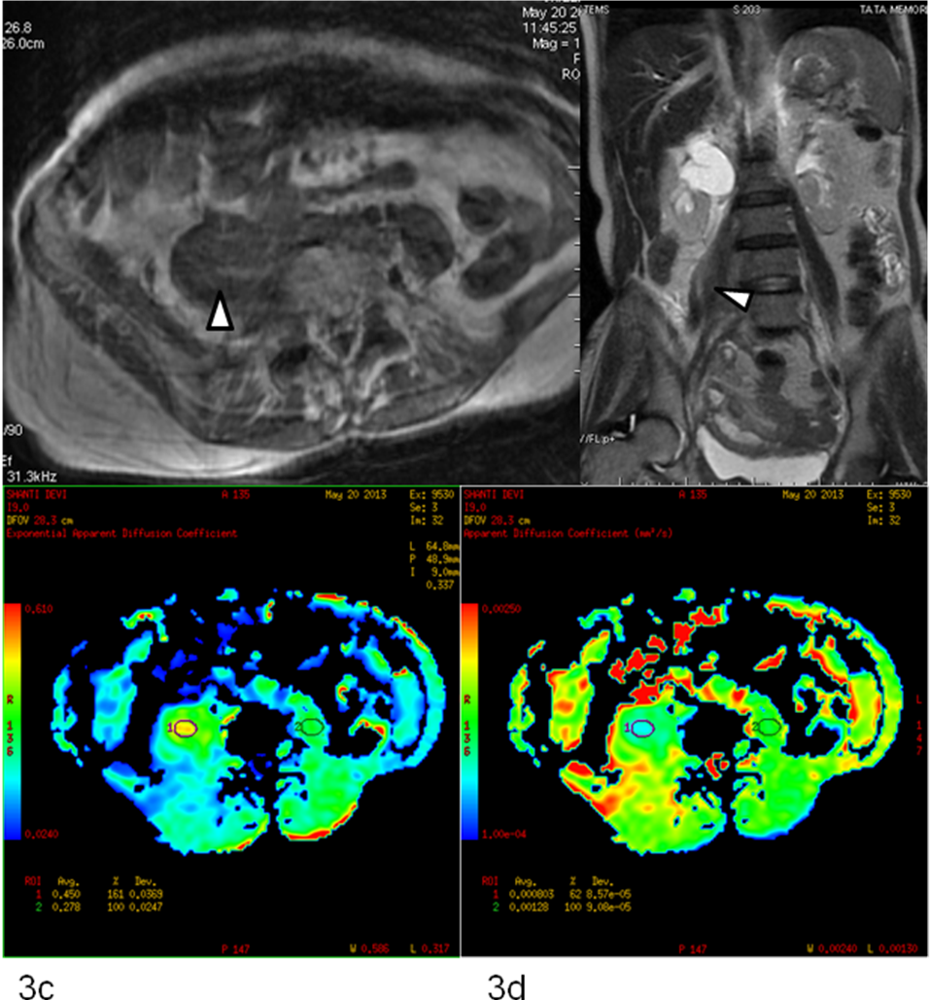 26.8
26.0cm
May 20 2
11:45:25
Mag = 1
RO
/90
Ef
31.3kHz
TEMS
S 203
TATA MEMOR
//FL:p+
SHANTI DEVI
I9.0
DFOV 28.3 cm
Exponential Apparent Diffusion Coefficient
A 135
May 20 2013
Ex: 9530
Se: 3
Im: 32
L 64.8mm
P 48.9mm
I 9.0mm
0.337
0.610
R
1
3
6
0.0240
1
2
ROI Avg. % Dev.
1 0.450 161 0.0369
2 0.278 100 0.0247
P 147
W 0.586 L 0.317
SHANTI DEVI
I9.0
DFOV 28.3 cm
Apparent Diffusion Coefficient (mm²/s)
A 135
May 20 2013
Ex: 9530
Se: 3
Im: 32
0.00250
R
1
3
6
L
1
4
7
1.00e-04
1
2
ROI Avg. % Dev.
1 0.000803 62 8.57e-05
2 0.00128 100 9.08e-05
P 147
W 0.00240 L 0.00130
3c
3d